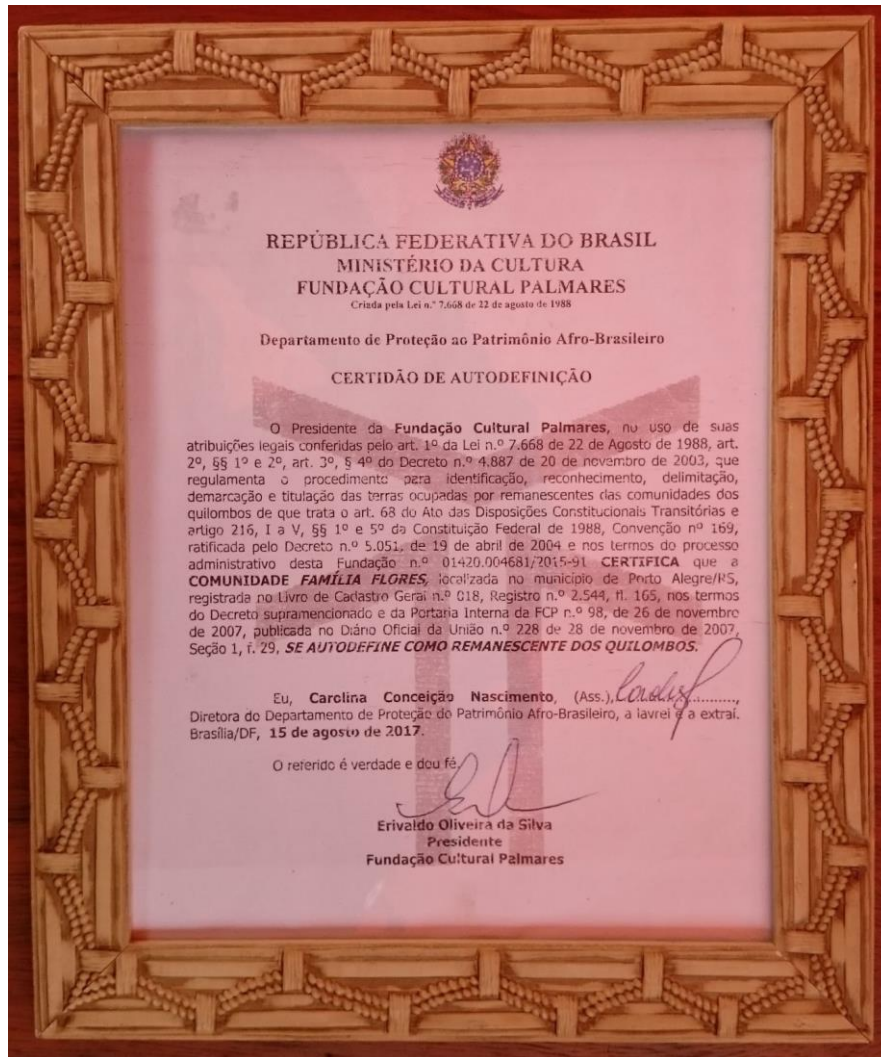 REPÚBLICA FEDERATIVA DO BRASIL
MINISTÉRIO DA CULTURA
FUNDAÇÃO CULTURAL PALMARES
Criada pela Lei n.º 7.668 de 22 de agosto de 1988
Departamento de Proteção ao Patrimônio Afro-Brasileiro
CERTIDÃO DE AUTODEFINIÇÃO
O Presidente da Fundação Cultural Palmares, no uso de suas
atribuições legais conferidas pelo art. 1º da Lei n.º 7.668 de 22 de Agosto de 1988, art.
2º, §§ 1º e 2º, art. 3º, § 4º do Decreto n.º 4.887 de 20 de novembro de 2003, que
regulamenta o procedimento para identificação, reconhecimento, delimitação,
demarcação e titulação das terras ocupadas por remanescentes das comunidades dos
quilombos de que trata o art. 68 do Ato das Disposições Constitucionais Transitórias e
artigo 216, I a V, §§ 1º e 5º da Constituição Federal de 1988, Convenção nº 169,
ratificada pelo Decreto n.º 5.051, de 19 de abril de 2004 e nos termos do processo
administrativo desta Fundação n.º 01420.004681/2015-91 CERTIFICA que a
COMUNIDADE FAMÍLIA FLORES, localizada no município de Porto Alegre/RS,
registrada no Livro de Cadastro Geral n.º 018, Registro n.º 2.544, fl. 165, nos termos
do Decreto supramencionado e da Portaria Interna da FCP n.º 98, de 26 de novembro
de 2007, publicada no Diário Oficial da União n.º 228 de 28 de novembro de 2007,
Seção 1, f. 29, SE AUTODEFINE COMO REMANESCENTE DOS QUILOMBOS.
Eu, Carolina Conceição Nascimento, (Ass.),..............,
Diretora do Departamento de Proteção do Patrimônio Afro-Brasileiro, a lavrei e a extraí.
Brasília/DF, 15 de agosto de 2017.
O referido é verdade e dou fé.
Erivaldo Oliveira da Silva
Presidente
Fundação Cultural Palmares